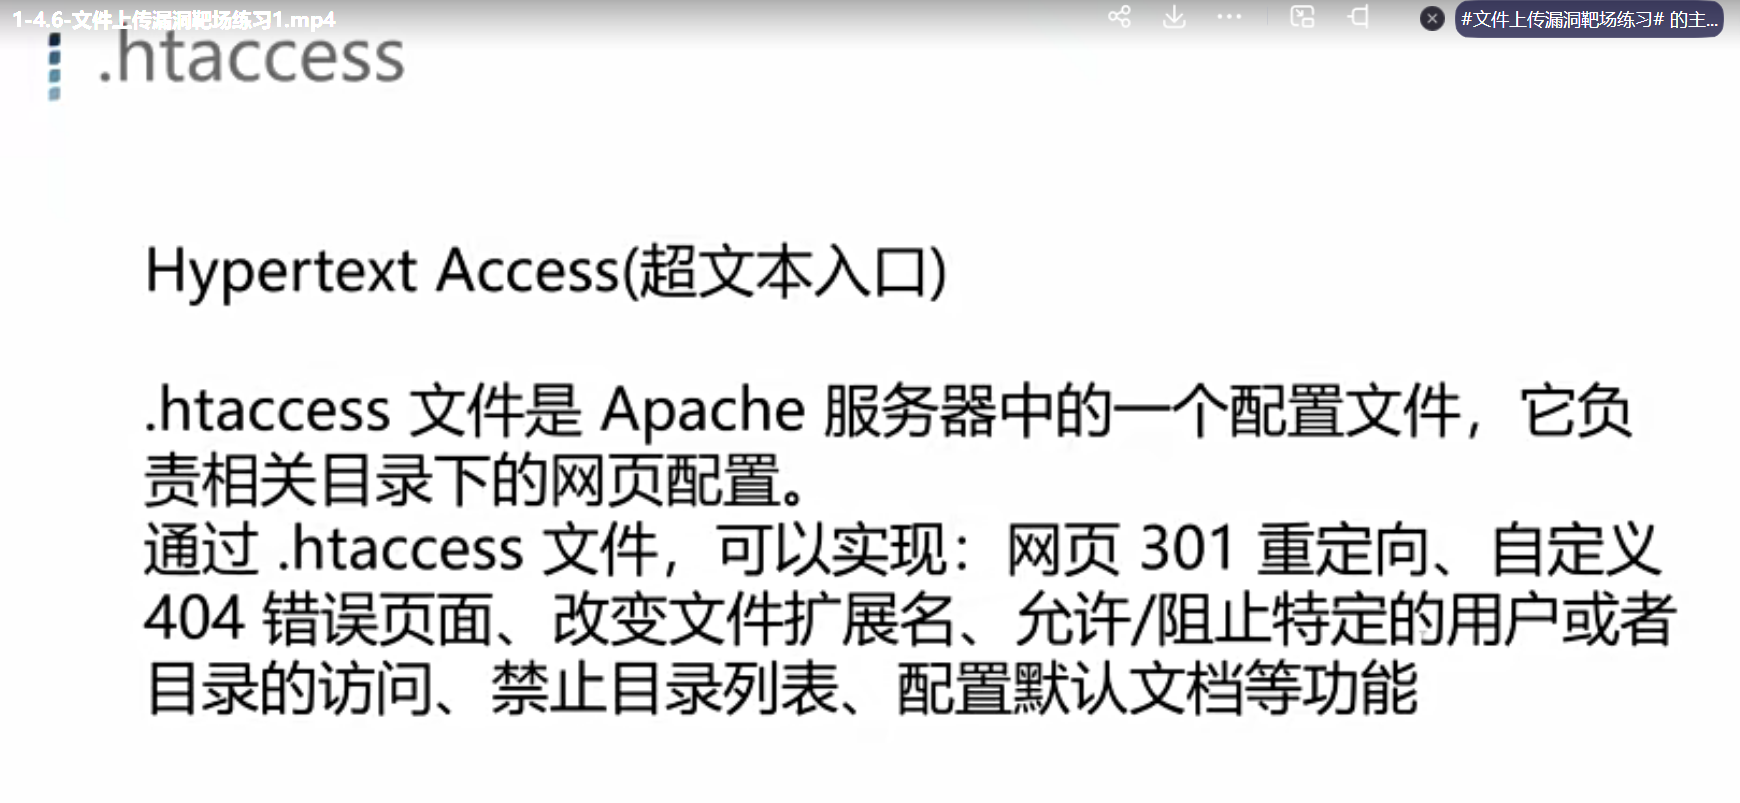 1-4.6-文件上传漏洞靶场练习1.mp4
#文件上传漏洞靶场练习# 的主...
.htaccess
Hypertext Access(超文本入口)
.htaccess 文件是 Apache 服务器中的一个配置文件，它负
责相关目录下的网页配置。
通过 .htaccess 文件，可以实现：网页 301 重定向、自定义
404 错误页面、改变文件扩展名、允许/阻止特定的用户或者
目录的访问、禁止目录列表、配置默认文档等功能